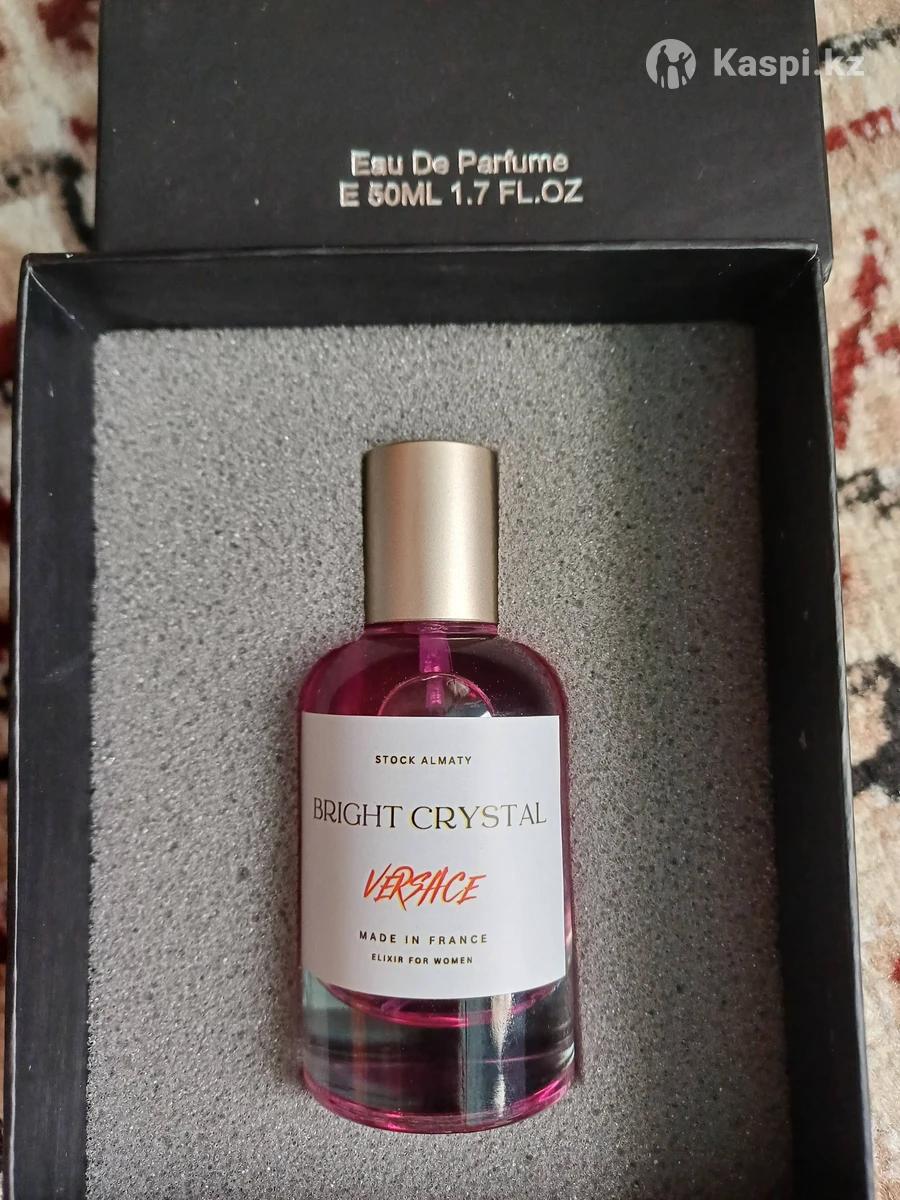 Kaspi.kz
Eau De Parfume
E 50ML 1.7 FL.OZ
STOCK ALMATY
BRIGHT CRYSTAL
VERSACE
MADE IN FRANCE
ELIXIR FOR WOMEN